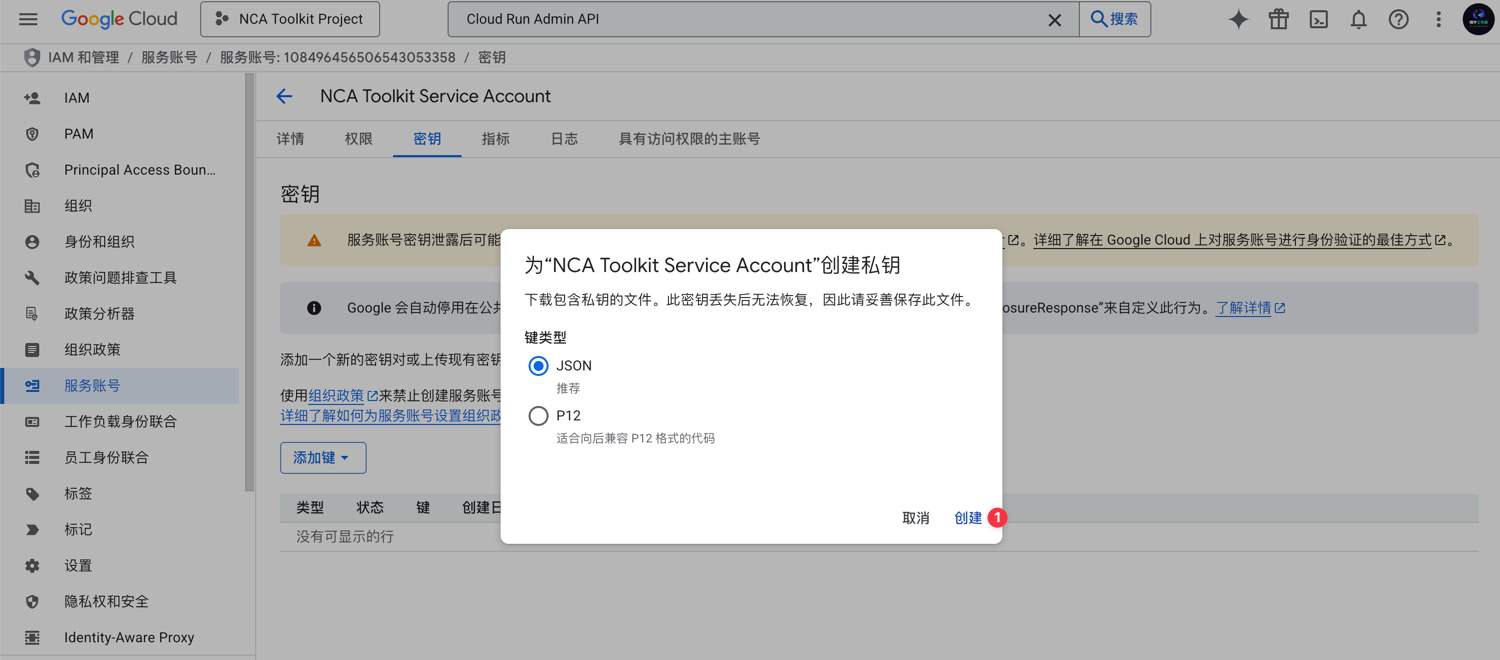 Google Cloud
NCA Toolkit Project
Cloud Run Admin API
搜索
IAM 和管理 / 服务账号 / 服务账号: 108496456506543053358 / 密钥
IAM
PAM
Principal Access Boun...
组织
身份和组织
政策问题排查工具
政策分析器
组织政策
服务账号
工作负载身份联合
员工身份联合
标签
标记
设置
隐私权和安全
Identity-Aware Proxy
NCA Toolkit Service Account
详情 权限 密钥 指标 日志 具有访问权限的主账号
密钥
服务账号密钥泄露后可能
。详细了解在 Google Cloud 上对服务账号进行身份验证的最佳方式 。
Google 会自动停用在公共
osureResponse”来自定义此行为。了解详情
添加一个新的密钥对或上传现有密钥
使用组织政策来禁止创建服务账号
详细了解如何为服务账号设置组织政
添加键
类型 状态 键 创建日
没有可显示的行
为“NCA Toolkit Service Account”创建私钥
下载包含私钥的文件。此密钥丢失后无法恢复，因此请妥善保存此文件。
键类型
JSON
推荐
P12
适合向后兼容 P12 格式的代码
取消 创建 1